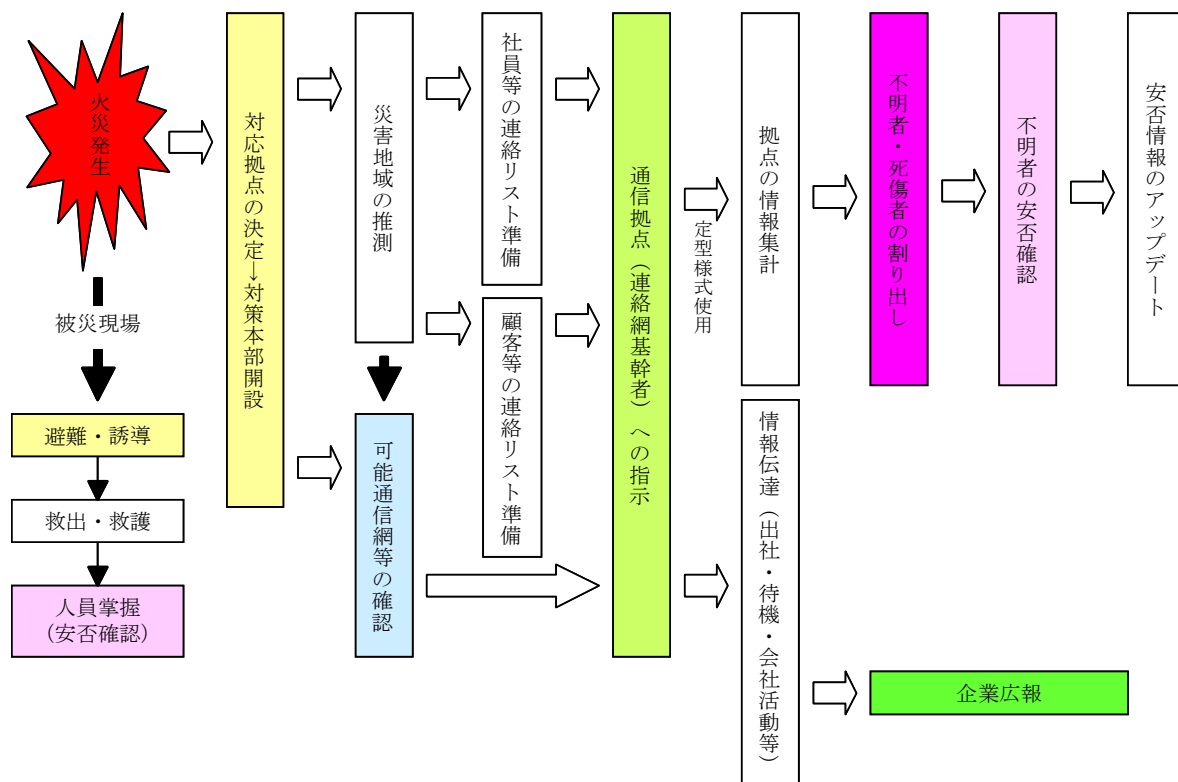 火災発生
被災現場
避難・誘導
救出・救護
人員掌握
（安否確認）
対応拠点の決定→対策本部開設
災害地域の推測
可能通信網等の確認
社員等の連絡リスト準備
顧客等の連絡リスト準備
通信拠点（連絡網基幹者）への指示
定型様式使用
拠点の情報集計
情報伝達（出社・待機・会社活動等）
不明者・死傷者の割り出し
不明者の安否確認
安否情報のアップデート
企業広報